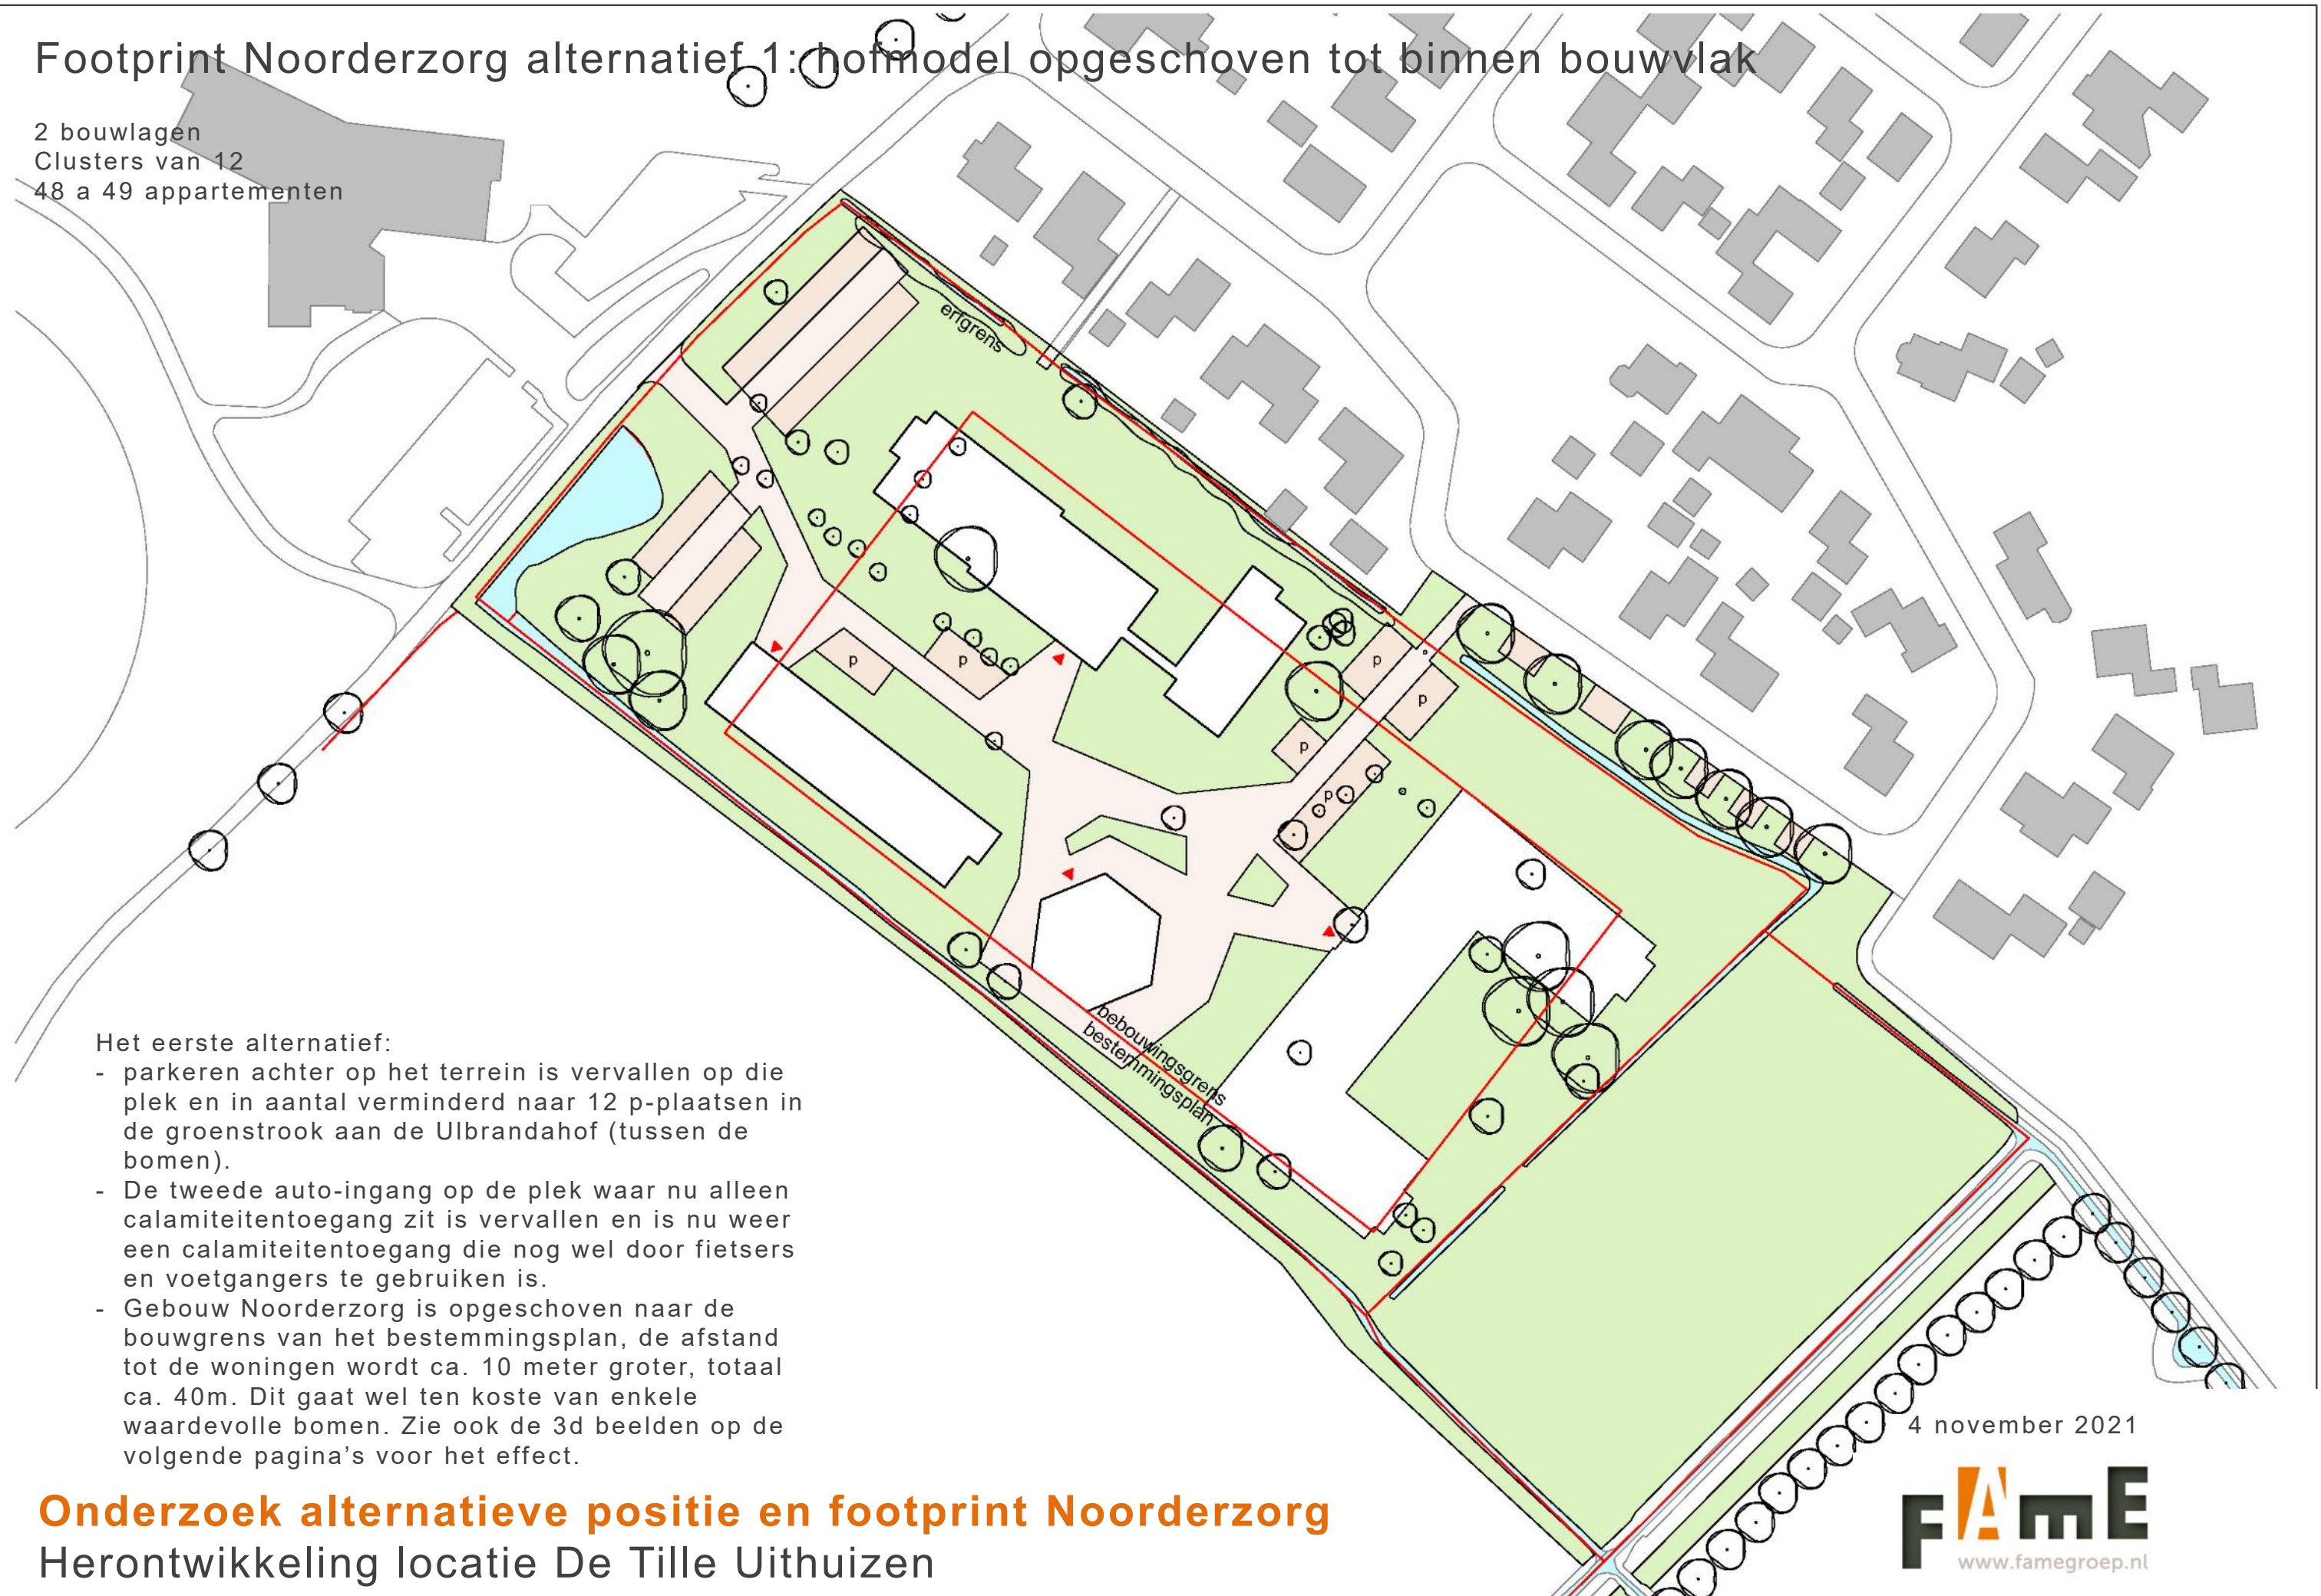 Footprint Noorderzorg alternatief 1: hofmodel opgeschoven tot binnen bouwvlak
2 bouwlagen
Clusters van 12
48 a 49 appartementen
erfgrens
p
p
p
p
p
p
bebouwingsgrens
bestemmingsplan
Het eerste alternatief:
- parkeren achter op het terrein is vervallen op die
plek en in aantal verminderd naar 12 p-plaatsen in
de groenstrook aan de Ulbrandahof (tussen de
bomen).
- De tweede auto-ingang op de plek waar nu alleen
calamiteitentoegang zit is vervallen en is nu weer
een calamiteitentoegang die nog wel door fietsers
en voetgangers te gebruiken is.
- Gebouw Noorderzorg is opgeschoven naar de
bouwgrens van het bestemmingsplan, de afstand
tot de woningen wordt ca. 10 meter groter, totaal
ca. 40m. Dit gaat wel ten koste van enkele
waardevolle bomen. Zie ook de 3d beelden op de
volgende pagina's voor het effect.
4 november 2021
FAmE
www.famegroep.nl
Onderzoek alternatieve positie en footprint Noorderzorg
Herontwikkeling locatie De Tille Uithuizen